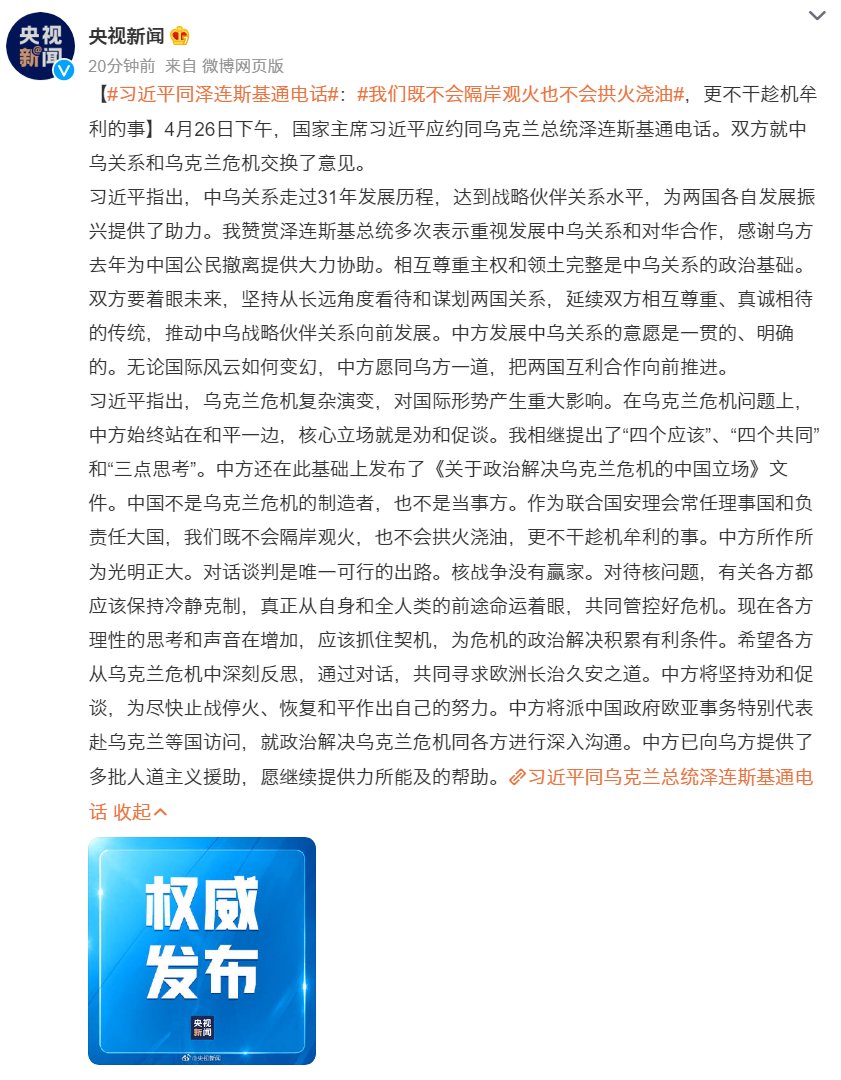 央视
新闻
央视新闻
20分钟前 来自 微博网页版
【#习近平同泽连斯基通电话#：#我们既不会隔岸观火也不会拱火浇油#，更不干趁机牟
利的事】4月26日下午，国家主席习近平应约同乌克兰总统泽连斯基通电话。双方就中
乌关系和乌克兰危机交换了意见。
习近平指出，中乌关系走过31年发展历程，达到战略伙伴关系水平，为两国各自发展振
兴提供了助力。我赞赏泽连斯基总统多次表示重视发展中乌关系和对华合作，感谢乌方
去年为中国公民撤离提供大力协助。相互尊重主权和领土完整是中乌关系的政治基础。
双方要着眼未来，坚持从长远角度看待和谋划两国关系，延续双方相互尊重、真诚相待
的传统，推动中乌战略伙伴关系向前发展。中方发展中乌关系的意愿是一贯的、明确
的。无论国际风云如何变幻，中方愿同乌方一道，把两国互利合作向前推进。
习近平指出，乌克兰危机复杂演变，对国际形势产生重大影响。在乌克兰危机问题上，
中方始终站在和平一边，核心立场就是劝和促谈。我相继提出了“四个应该”、“四个共同”
和“三点思考”。中方还在此基础上发布了《关于政治解决乌克兰危机的中国立场》文
件。中国不是乌克兰危机的制造者，也不是当事方。作为联合国安理会常任理事国和负
责任大国，我们既不会隔岸观火，也不会拱火浇油，更不干趁机牟利的事。中方所作所
为光明正大。对话谈判是唯一可行的出路。核战争没有赢家。对待核问题，有关各方都
应该保持冷静克制，真正从自身和全人类的前途命运着眼，共同管控好危机。现在各方
理性的思考和声音在增加，应该抓住契机，为危机的政治解决积累有利条件。希望各方
从乌克兰危机中深刻反思，通过对话，共同寻求欧洲长治久安之道。中方将坚持劝和促
谈，为尽快止战停火、恢复和平作出自己的努力。中方将派中国政府欧亚事务特别代表
赴乌克兰等国访问，就政治解决乌克兰危机同各方进行深入沟通。中方已向乌方提供了
多批人道主义援助，愿继续提供力所能及的帮助。习近平同乌克兰总统泽连斯基通电
话 收起
权威
发布
央视
新闻
@央视新闻